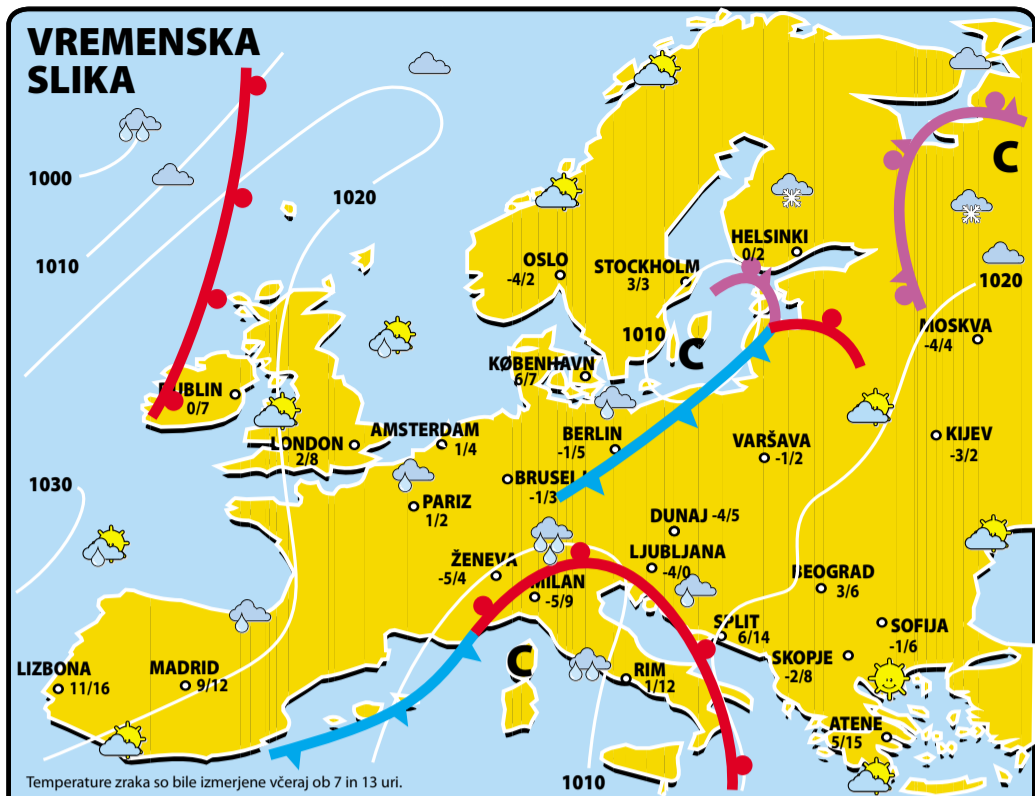 VREMENSKA
SLIKA
1000
1010
1020
1030
C
C
C
1020
1010
1010
HELSINKI
0/2
OSLO
-4/2
STOCKHOLM
3/3
MOSKVA
-4/4
KØBENHAVN
6/7
DUBLIN
0/7
LONDON
2/8
AMSTERDAM
1/4
BERLIN
-1/5
VARŠAVA
-1/2
KIJEV
-3/2
BRUSELJ
-1/3
PARIZ
1/2
DUNAJ -4/5
ŽENEVA
-5/4
LJUBLJANA
-4/0
MILAN
-5/9
BEOGRAD
3/6
SPLIT
6/14
SOFIJA
-1/6
SKOPJE
-2/8
LIZBONA
11/16
MADRID
9/12
RIM
1/12
ATENE
5/15
Temperature zraka so bile izmerjene včeraj ob 7 in 13 uri.